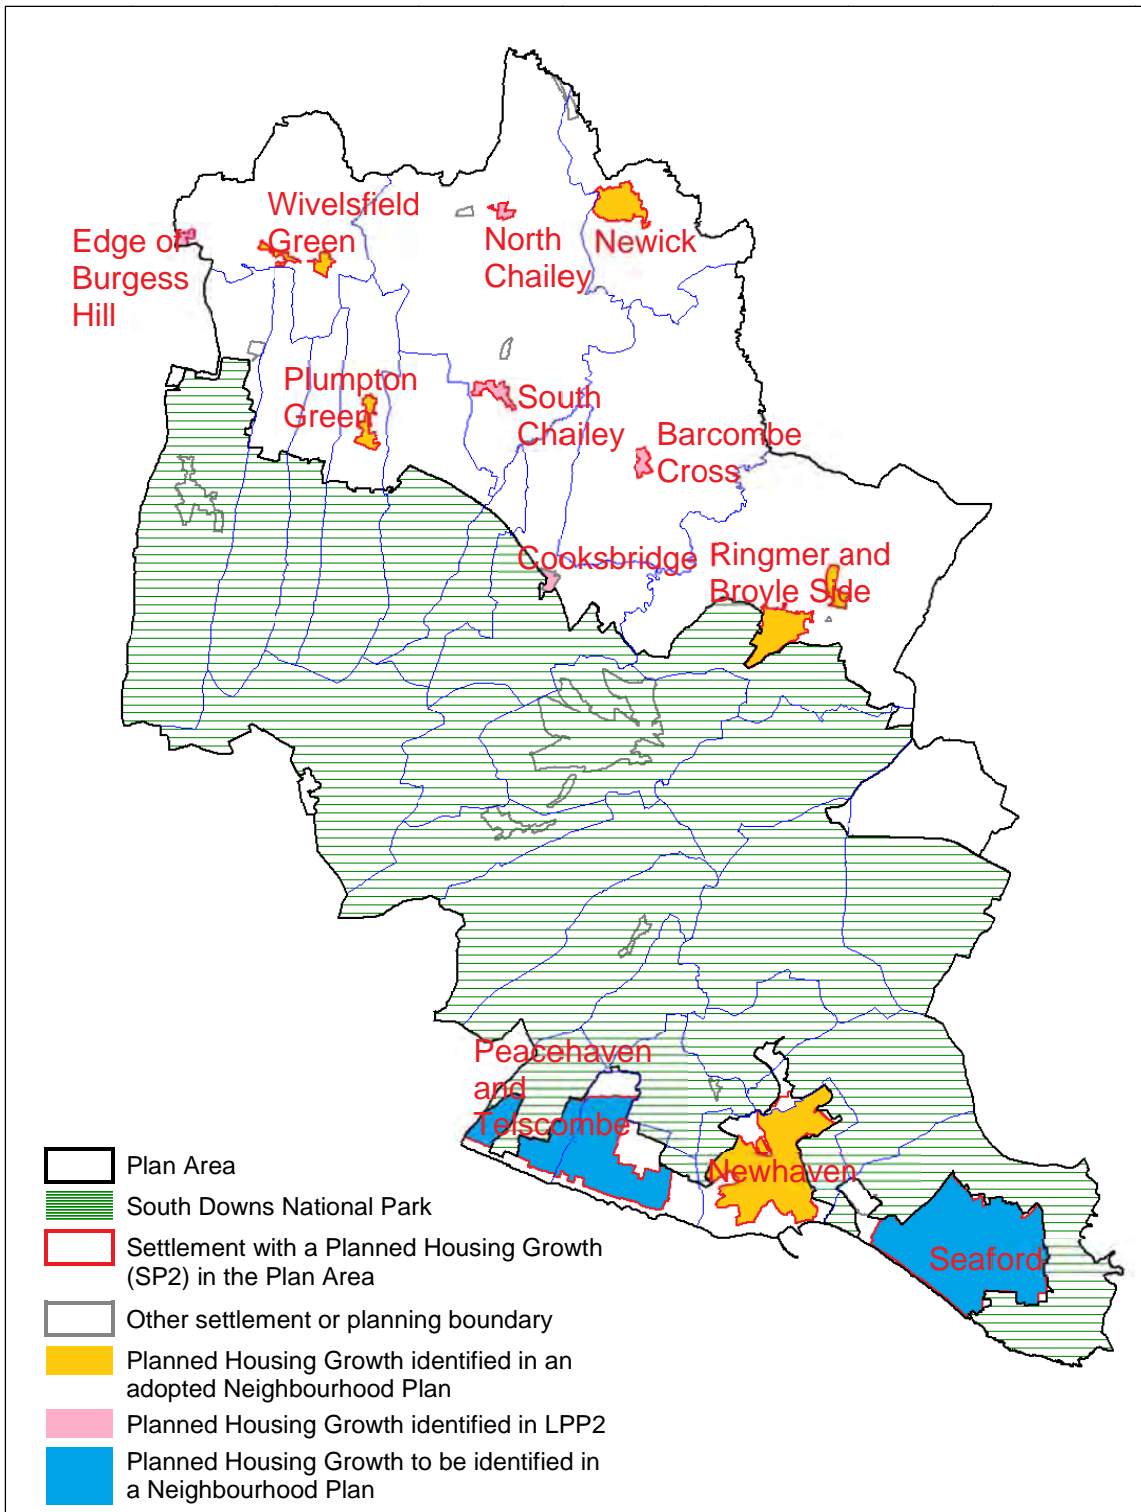 Wivelsfield
Green
Edge of
Burgess
Hill
North
Chailey
Newick
Plumpton
Green
South
Chailey
Barcombe
Cross
Cooksbridge
Ringmer and
Broyle Side
Peacehaven
and
Telscombe
Newhaven
Seaford
Plan Area
South Downs National Park
Settlement with a Planned Housing Growth
(SP2) in the Plan Area
Other settlement or planning boundary
Planned Housing Growth identified in an
adopted Neighbourhood Plan
Planned Housing Growth identified in LPP2
Planned Housing Growth to be identified in
a Neighbourhood Plan